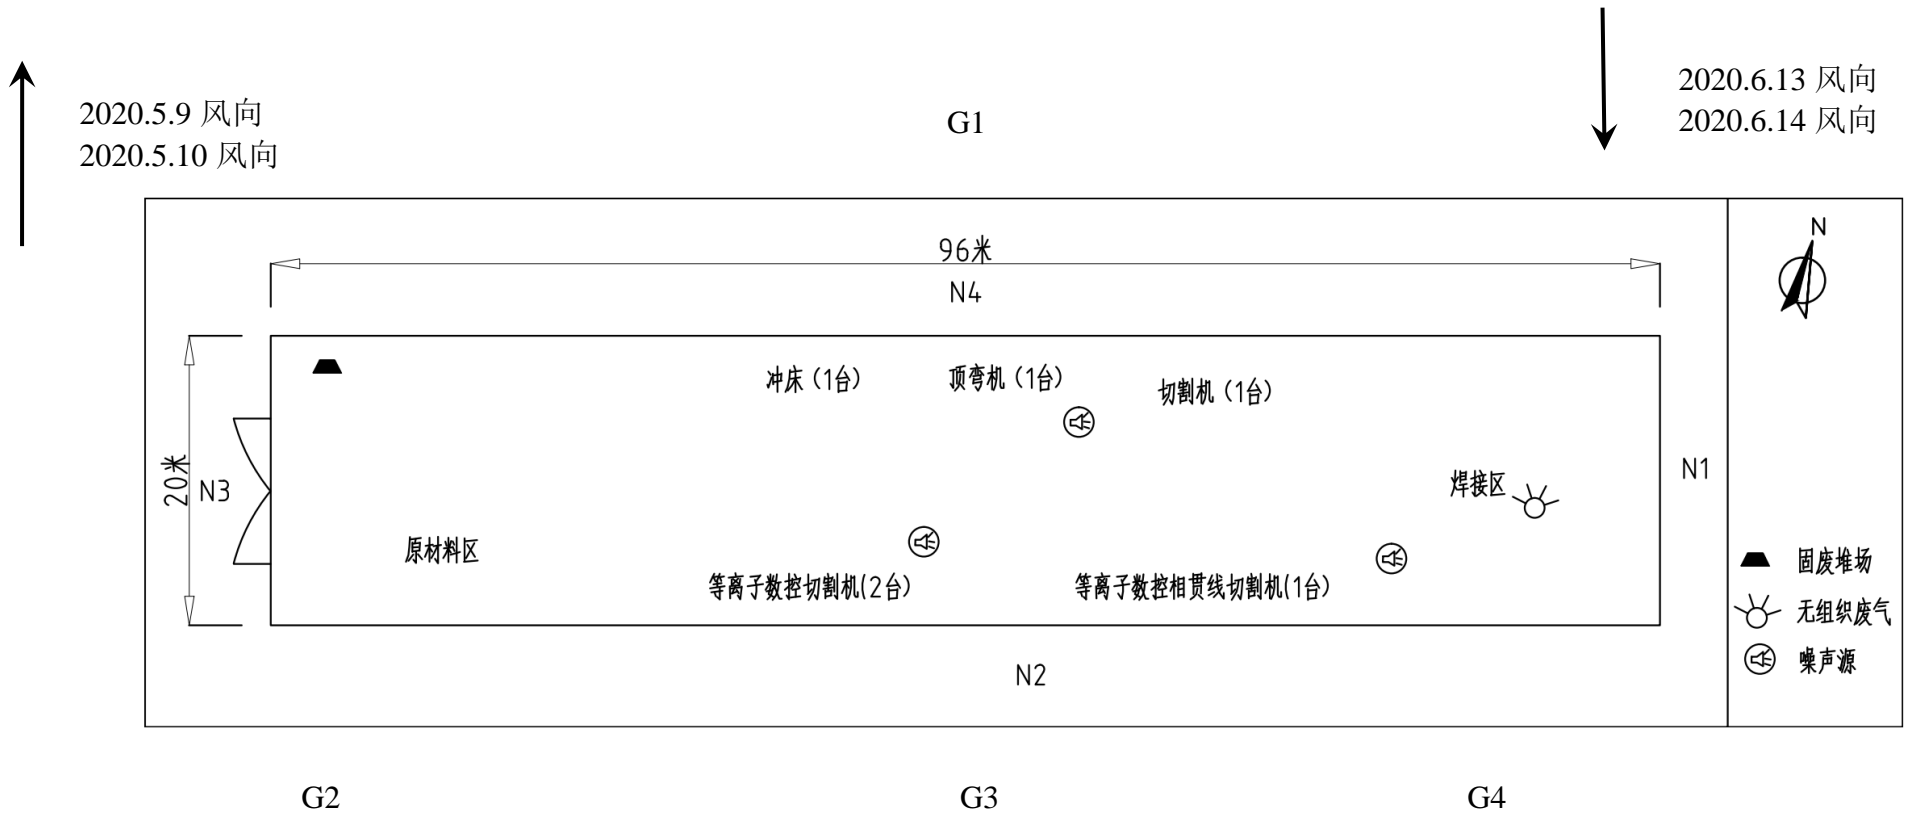 2020.5.9 风向
2020.5.10 风向
G1
2020.6.13 风向
2020.6.14 风向
96米
N4
N
冲床（1台）
顶弯机（1台）
切割机（1台）
20米
N3
焊接区
N1
原材料区
等离子数控切割机(2台)
等离子数控相贯线切割机(1台)
固废堆场
无组织废气
噪声源
N2
G2
G3
G4